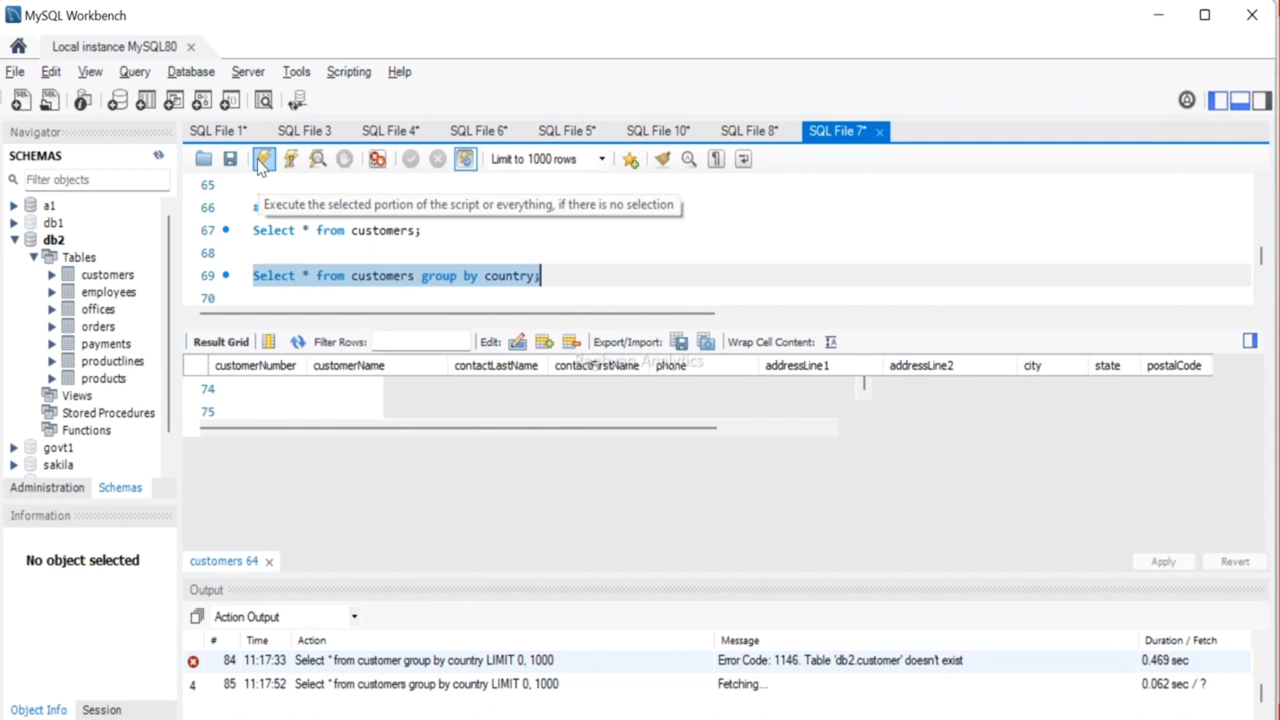 MySQL Workbench
Local instance MySQL80
File Edit View Query Database Server Tools Scripting Help
Navigator
SCHEMAS
Filter objects
a1
db1
db2
Tables
customers
employees
offices
orders
payments
productlines
products
Views
Stored Procedures
Functions
govt1
sakila
Administration Schemas
Information
No object selected
Object Info Session
SQL File 1* SQL File 3 SQL File 4* SQL File 6* SQL File 5* SQL File 10* SQL File 8* SQL File 7*
Limit to 1000 rows
65
66 #
Execute the selected portion of the script or everything, if there is no selection
67 Select * from customers;
68
69 Select * from customers group by country;
70
Result Grid Filter Rows: Edit: Export/Import: Wrap Cell Content:
customerNumber customerName contactLastName contactFirstName phone addressLine1 addressLine2 city state postalCode
74
75
customers 64 Apply Revert
Output
Action Output
# Time Action Message Duration / Fetch
84 11:17:33 Select * from customer group by country LIMIT 0, 1000 Error Code: 1146. Table 'db2.customer' doesn't exist 0.469 sec
4 85 11:17:52 Select * from customers group by country LIMIT 0, 1000 Fetching... 0.062 sec / ?